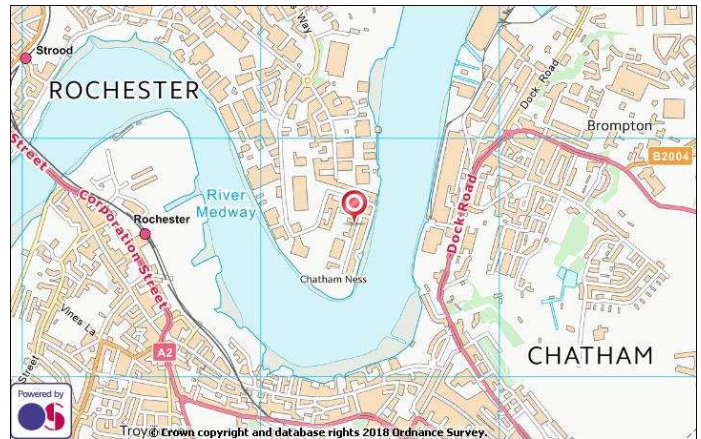 Strood
ROCHESTER
Way
Dock Road
Brompton
B2004
Street
Corporation Street
River
Medway
Rochester
Dock Road
Chatham Ness
Vines La
Street
A2
CHATHAM
Powered by
OS
Troy
© Crown copyright and database rights 2018 Ordnance Survey.